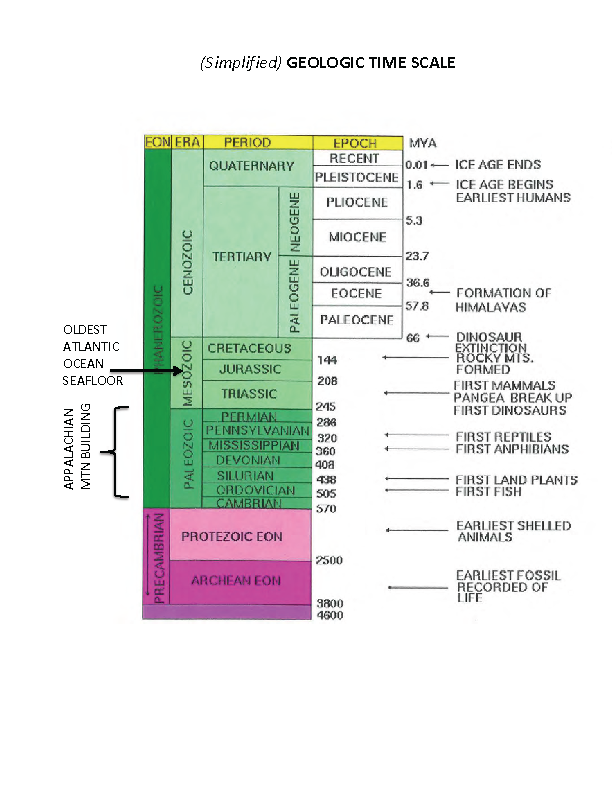 (Simplified) GEOLOGIC TIME SCALE
EON ERA PERIOD EPOCH MYA
QUATERNARY
RECENT
0.01 ICE AGE ENDS
PLEISTOCENE
1.6 ICE AGE BEGINS
EARLIEST HUMANS
PHANEROZOIC
CENOZOIC
TERTIARY
NEOGENE
PLIOCENE
5.3
MIOCENE
23.7
PALEOGENE
OLIGOCENE
36.6
EOCENE
FORMATION OF
HIMALAYAS
57.8
PALEOCENE
66 DINOSAUR
EXTINCTION
ROCKY MTS.
FORMED
OLDEST
ATLANTIC
OCEAN
SEAFLOOR
MESOZOIC
CRETACEOUS
144
JURASSIC
208
TRIASSIC
FIRST MAMMALS
PANGEA BREAK UP
FIRST DINOSAURS
245
APPALACHIAN
MTN BUILDING
PALEOZOIC
PERMIAN
286
PENNSYLVANIAN
320
FIRST REPTILES
MISSISSIPPIAN
360
FIRST ANPHIBIANS
DEVONIAN
408
SILURIAN
438
FIRST LAND PLANTS
ORDOVICIAN
505
FIRST FISH
CAMBRIAN
570
PRECAMBRIAN
PROTEZOIC EON
EARLIEST SHELLED
ANIMALS
2500
ARCHEAN EON
EARLIEST FOSSIL
RECORDED OF
LIFE
3800
4600